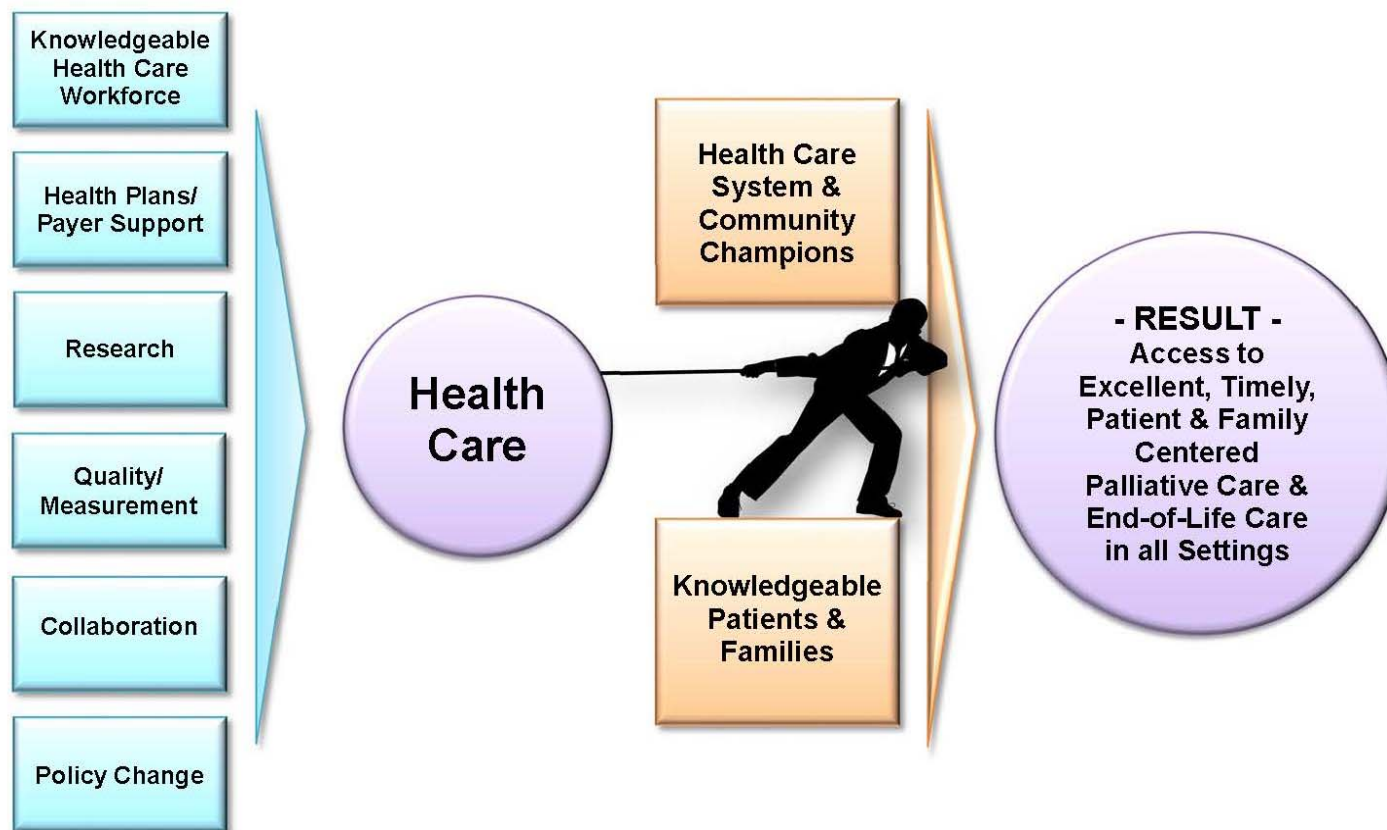 Knowledgeable
Health Care
Workforce
Health Plans/
Payer Support
Research
Quality/
Measurement
Collaboration
Policy Change
Health
Care
Health Care
System &
Community
Champions
Knowledgeable
Patients &
Families
- RESULT -
Access to
Excellent, Timely,
Patient & Family
Centered
Palliative Care &
End-of-Life Care
in all Settings